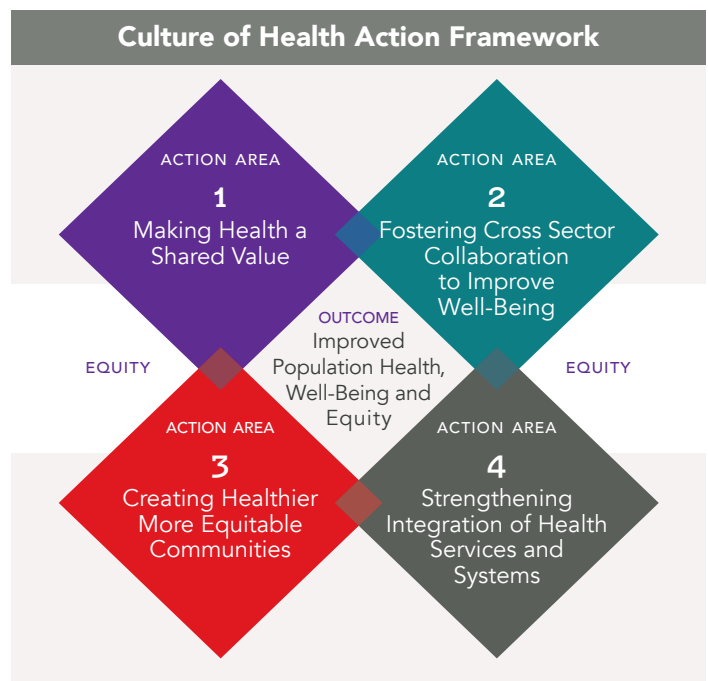 Culture of Health Action Framework
ACTION AREA
1
Making Health a
Shared Value
ACTION AREA
2
Fostering Cross Sector
Collaboration
to Improve
Well-Being
OUTCOME
Improved
Population Health,
Well-Being and
Equity
EQUITY
EQUITY
ACTION AREA
3
Creating Healthier
More Equitable
Communities
ACTION AREA
4
Strengthening
Integration of Health
Services and
Systems